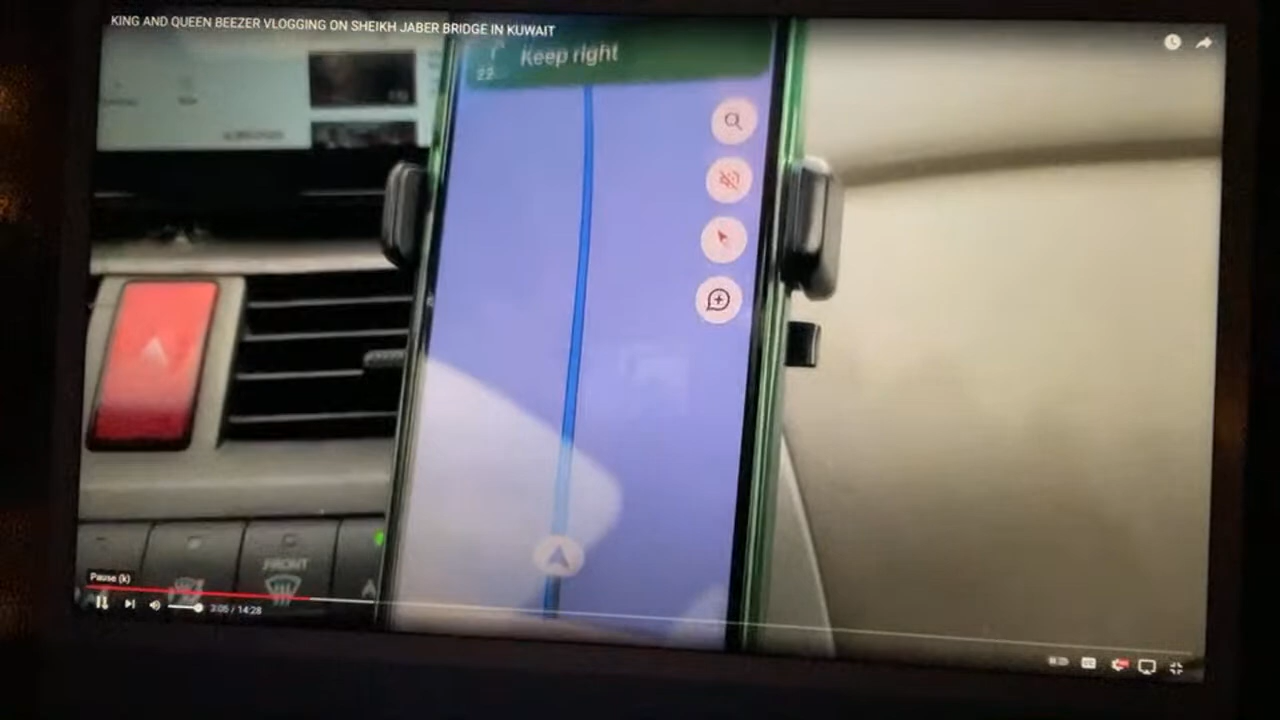 KING AND QUEEN BEEZER VLOGGING ON SHEIKH JABER BRIDGE IN KUWAIT
Keep right
22
FRONT
Pause (k)
3:05 / 14:28